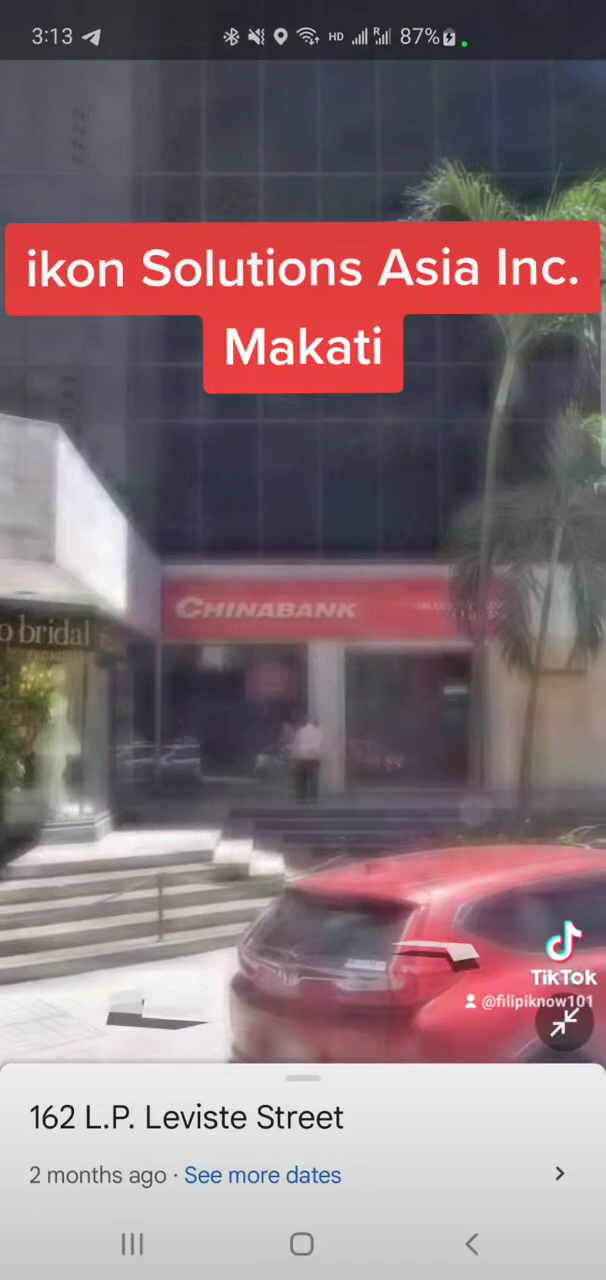 3:13
HD
R
87%
ikon Solutions Asia Inc.
Makati
CHINABANK
o bridal
TikTok
@filipiknow101
162 L.P. Leviste Street
2 months ago · See more dates